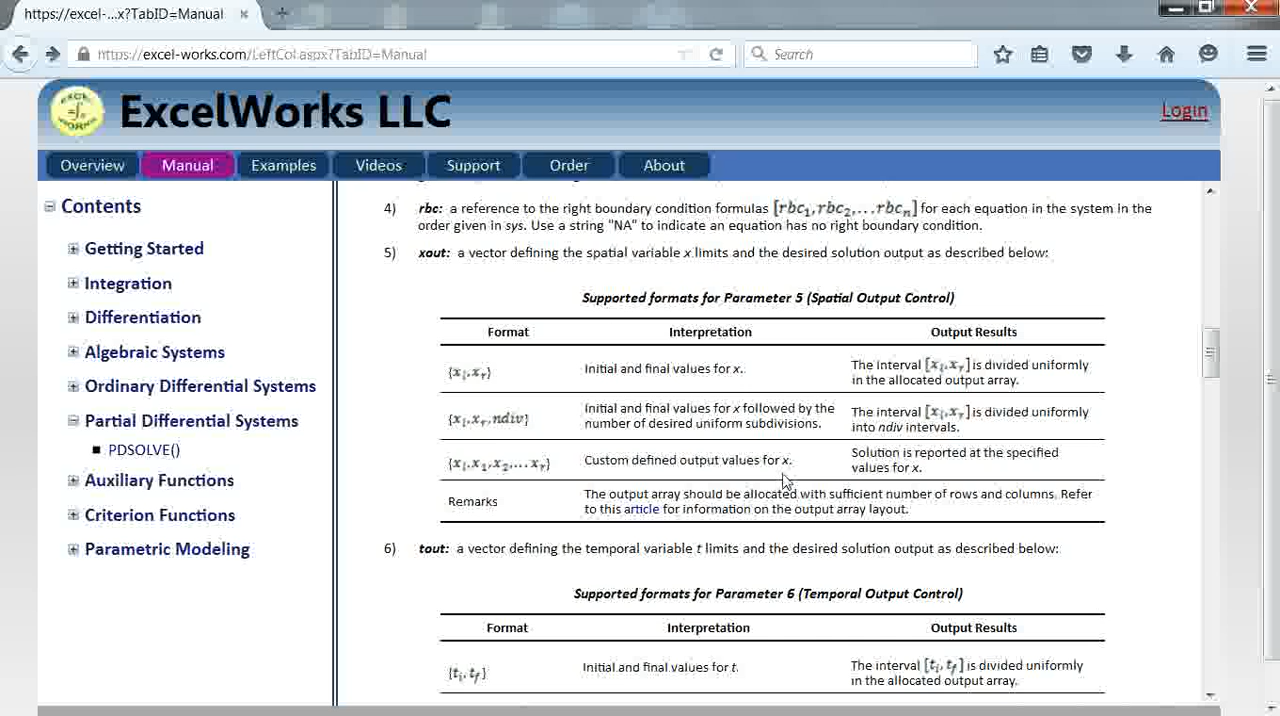 https://excel-...x?TabID=Manual
https://excel-works.com/LeftCol.aspx?TabID=Manual
Search
ExcelWorks LLC
Login
Overview Manual Examples Videos Support Order About
Contents
Getting Started
Integration
Differentiation
Algebraic Systems
Ordinary Differential Systems
Partial Differential Systems
PDSOLVE()
Auxiliary Functions
Criterion Functions
Parametric Modeling
4) rbc: a reference to the right boundary condition formulas [rbc₁,rbc₂,...rbcₙ] for each equation in the system in the
order given in sys. Use a string "NA" to indicate an equation has no right boundary condition.
5) xout: a vector defining the spatial variable x limits and the desired solution output as described below:
Supported formats for Parameter 5 (Spatial Output Control)
Format Interpretation Output Results
{xₗ,xᵣ} Initial and final values for x. The interval [xₗ,xᵣ] is divided uniformly
in the allocated output array.
{xₗ,xᵣ,ndiv} Initial and final values for x followed by the
number of desired uniform subdivisions.
The interval [xₗ,xᵣ] is divided uniformly
into ndiv intervals.
{xₗ,x₁,x₂,...xᵣ} Custom defined output values for x. Solution is reported at the specified
values for x.
Remarks The output array should be allocated with sufficient number of rows and columns. Refer
to this article for information on the output array layout.
6) tout: a vector defining the temporal variable t limits and the desired solution output as described below:
Supported formats for Parameter 6 (Temporal Output Control)
Format Interpretation Output Results
{tᵢ,t_f} Initial and final values for t. The interval [tᵢ,t_f] is divided uniformly
in the allocated output array.